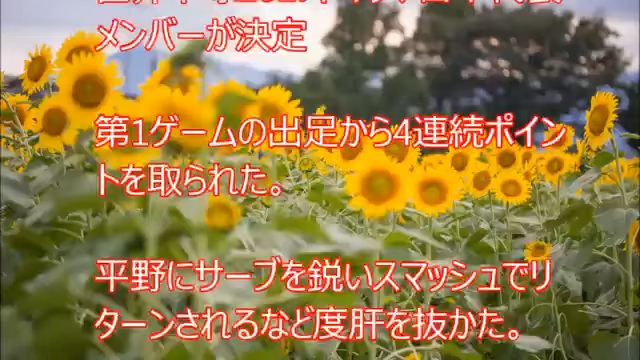 メンバーが決定
第1ゲームの出足から4連続ポイン
トを取られた。
平野にサーブを鋭いスマッシュでリ
ターンされるなど度肝を抜かた。